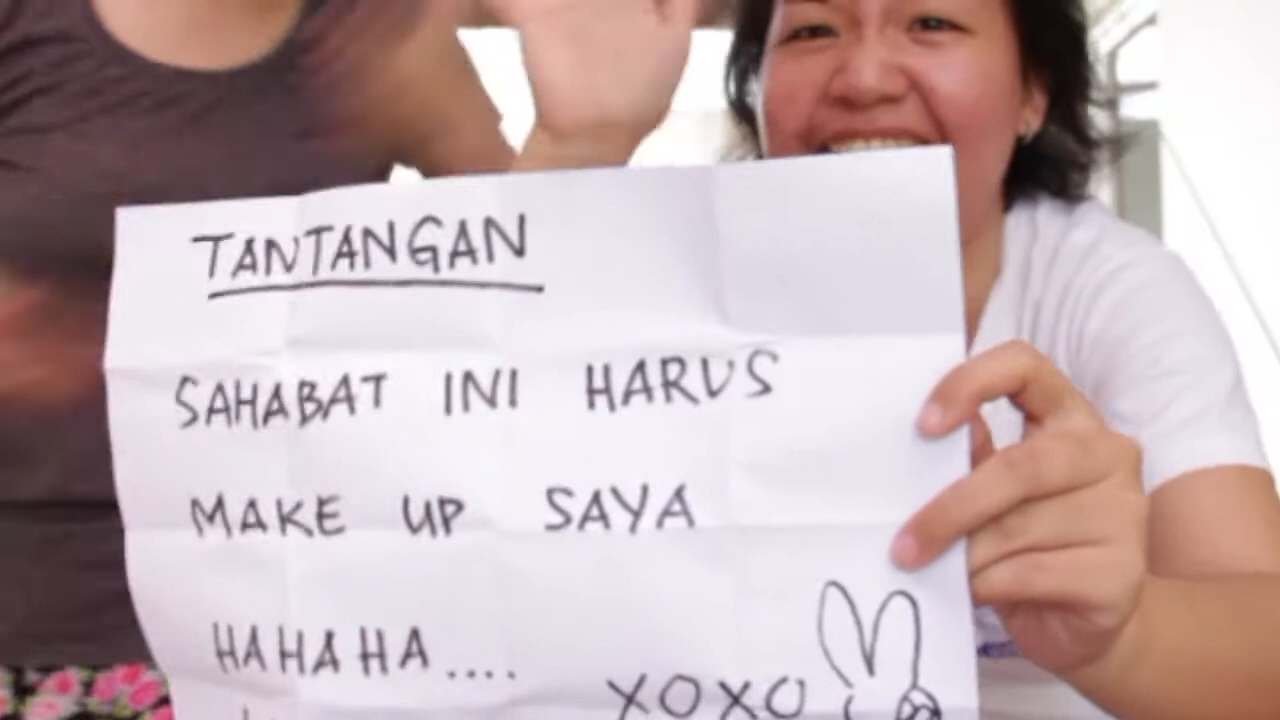 TANTANGAN
SAHABAT INI HARUS
MAKE UP SAYA
HAHAHA....
XOXO